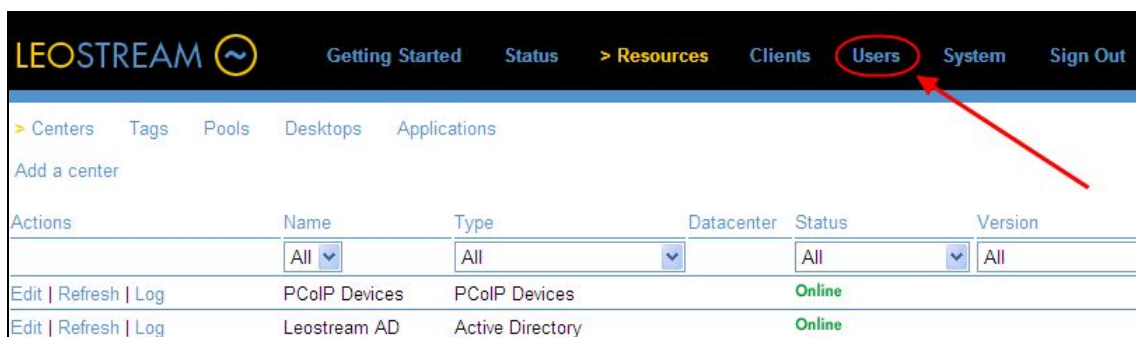 LEOSTREAM Getting Started Status > Resources Clients Users System Sign Out
> Centers Tags Pools Desktops Applications
Add a center
Actions Name Type Datacenter Status Version
All All All All
Edit | Refresh | Log PCoIP Devices PCoIP Devices Online
Edit | Refresh | Log Leostream AD Active Directory Online